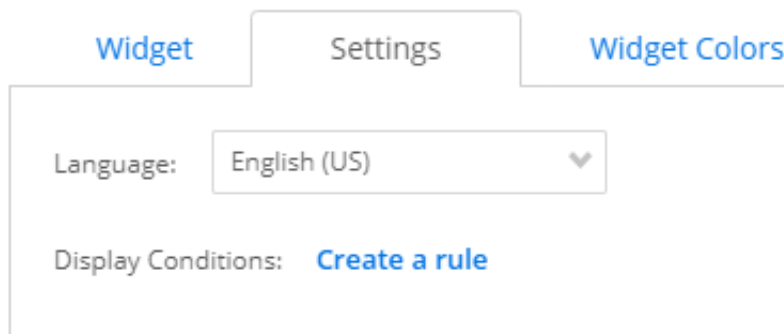 Widget Settings Widget Colors
Language: English (US)
Display Conditions: Create a rule